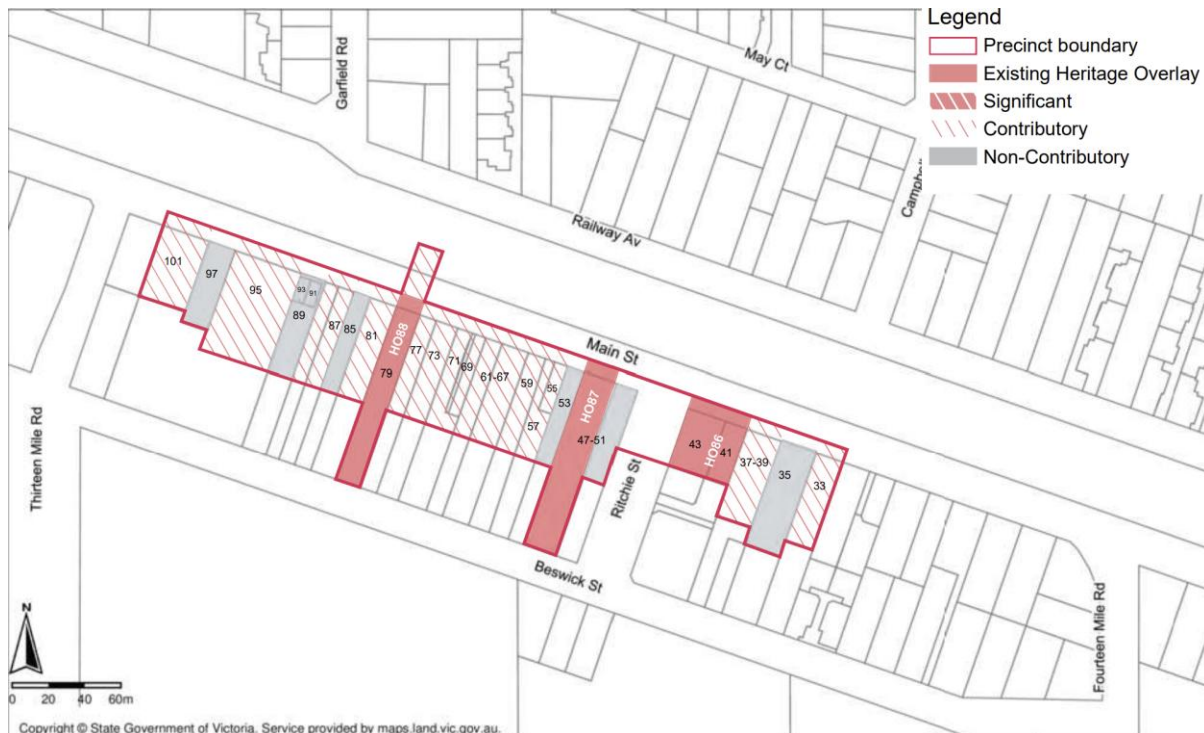 Legend
Precinct boundary
Existing Heritage Overlay
Significant
Contributory
Non-Contributory
May Ct
Garfield Rd
Campbel
Railway Av
Main St
Thirteen Mile Rd
Ritchie St
Beswick St
Fourteen Mile Rd
101
97
95
93
91
89
87
85
81
HO88
79
77
73
71
69
61-67
59
57
55
53
HO87
47-51
43
41
HO86
37-39
35
33
N
0 20 40 60m
Copyright © State Government of Victoria. Service provided by maps.land.vic.gov.au.